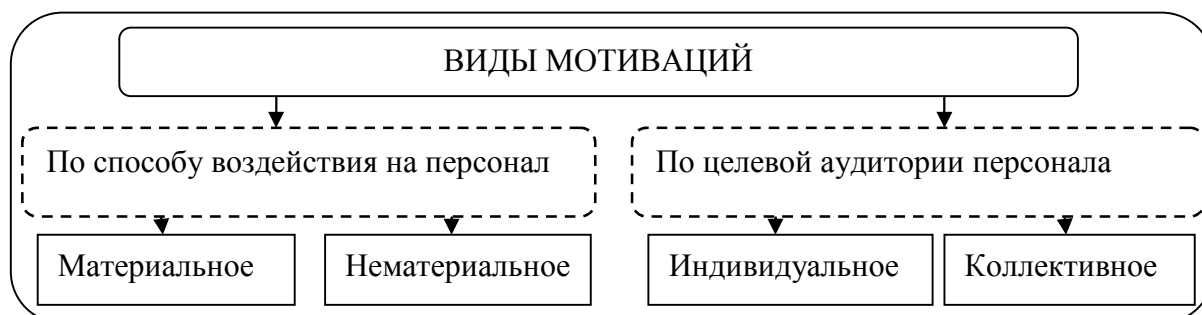 ВИДЫ МОТИВАЦИЙ
По способу воздействия на персонал
По целевой аудитории персонала
Материальное
Нематериальное
Индивидуальное
Коллективное